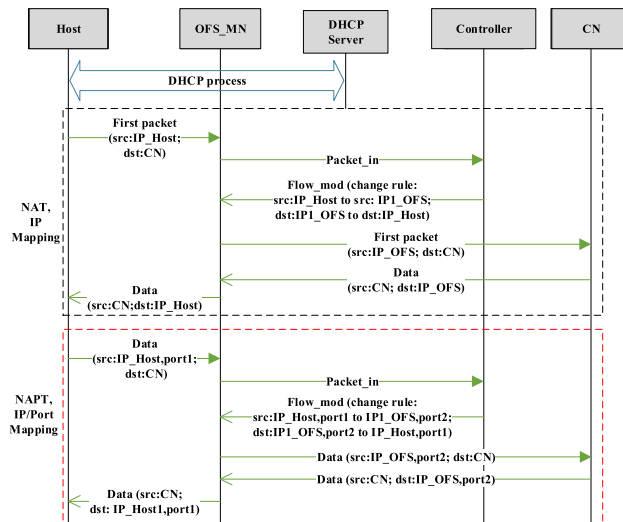 Host
OFS_MN
DHCP
Server
Controller
CN
DHCP process
First packet
(src:IP_Host;
dst:CN)
Packet_in
Flow_mod (change rule:
src:IP_Host to src: IP1_OFS;
dst:IP1_OFS to dst:IP_Host)
NAT,
IP
Mapping
First packet
(src:IP_OFS; dst:CN)
Data
(src:CN; dst:IP_OFS)
Data
(src:CN;dst:IP_Host)
Data
(src:IP_Host,port1;
dst:CN)
Packet_in
Flow_mod (change rule:
src:IP_Host,port1 to IP1_OFS,port2;
dst:IP1_OFS,port2 to IP_Host,port1)
NAPT,
IP/Port
Mapping
Data (src:IP_OFS,port2; dst:CN)
Data (src:CN; dst:IP_OFS,port2)
Data (src:CN;
dst: IP_Host1,port1)